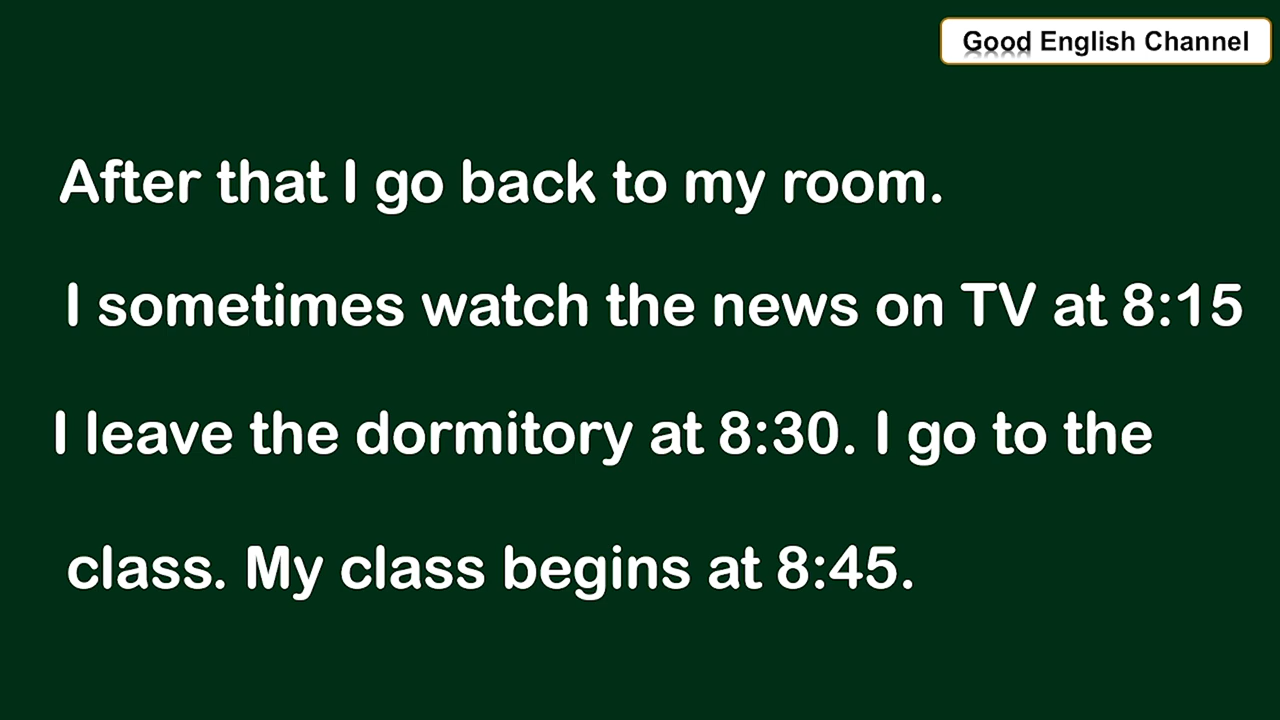 Good English Channel
After that I go back to my room.
I sometimes watch the news on TV at 8:15
I leave the dormitory at 8:30. I go to the
class. My class begins at 8:45.